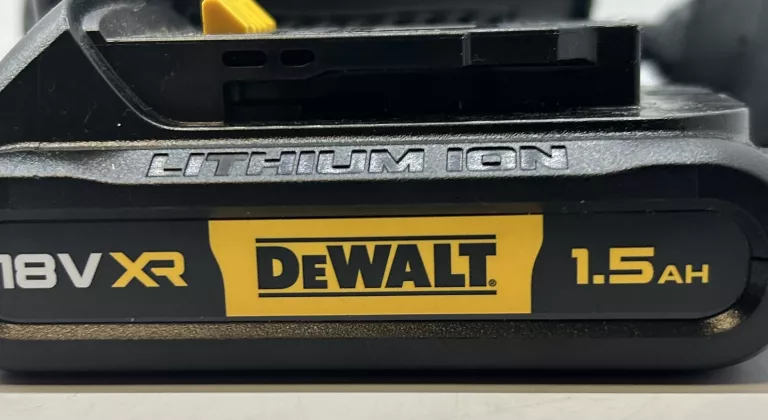 LITHIUM ION
18V XR DEWALT® 1.5AH